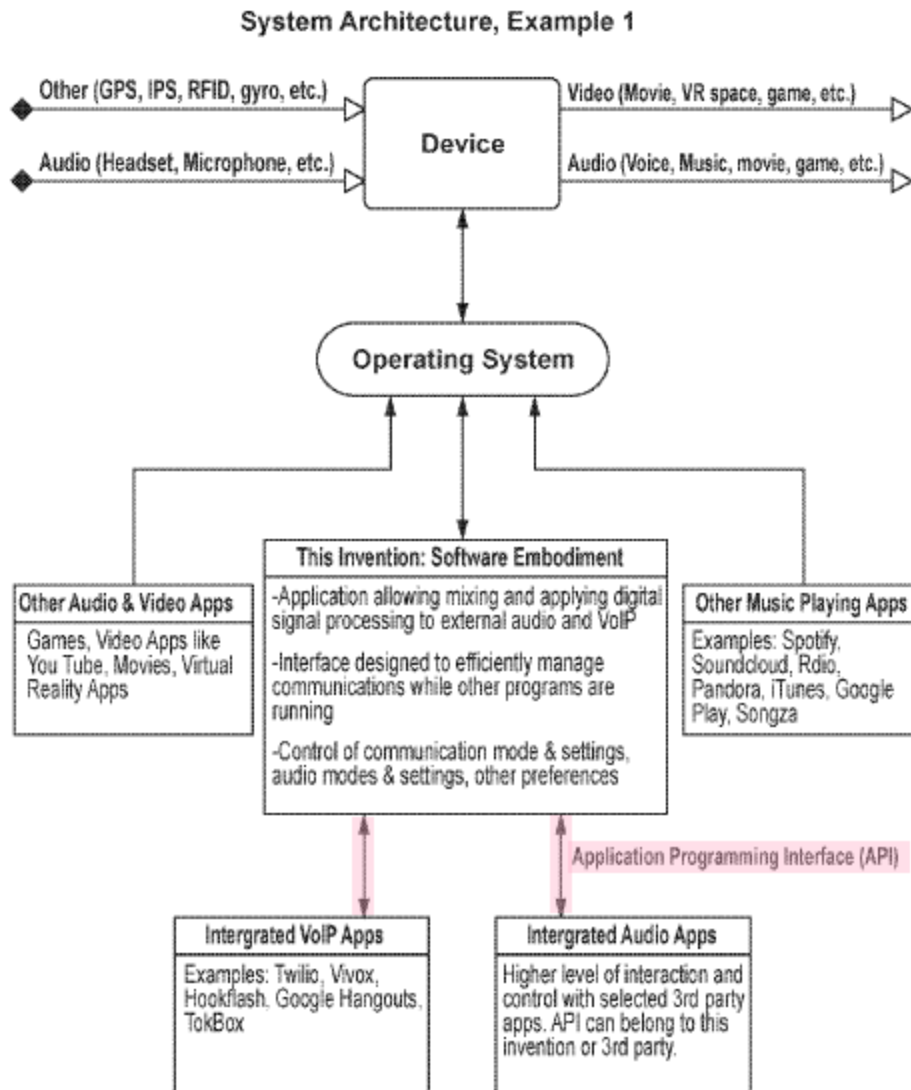 System Architecture, Example 1
Other (GPS, IPS, RFID, gyro, etc.)
Video (Movie, VR space, game, etc.)
Device
Audio (Headset, Microphone, etc.)
Audio (Voice, Music, movie, game, etc.)
Operating System
This Invention: Software Embodiment
-Application allowing mixing and applying digital
signal processing to external audio and VoIP
-Interface designed to efficiently manage
communications while other programs are
running
-Control of communication mode & settings,
audio modes & settings, other preferences
Other Audio & Video Apps
Games, Video Apps like
You Tube, Movies, Virtual
Reality Apps
Other Music Playing Apps
Examples: Spotify,
Soundcloud, Rdio,
Pandora, iTunes, Google
Play, Songza
Application Programming Interface (API)
Intergrated VoIP Apps
Examples: Twilio, Vivox,
Hookflash, Google Hangouts,
TokBox
Intergrated Audio Apps
Higher level of interaction and
control with selected 3rd party
apps. API can belong to this
invention or 3rd party.